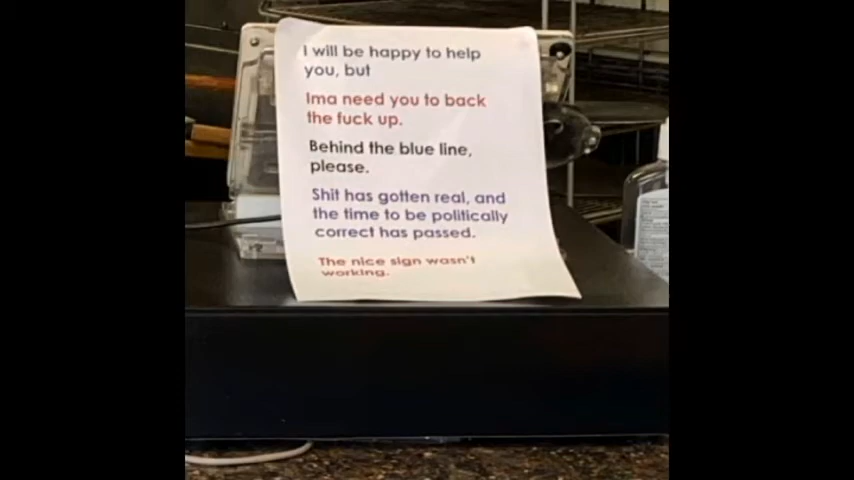 I will be happy to help
you, but
Ima need you to back
the fuck up.
Behind the blue line,
please.
Shit has gotten real, and
the time to be politically
correct has passed.
The nice sign wasn't
working.